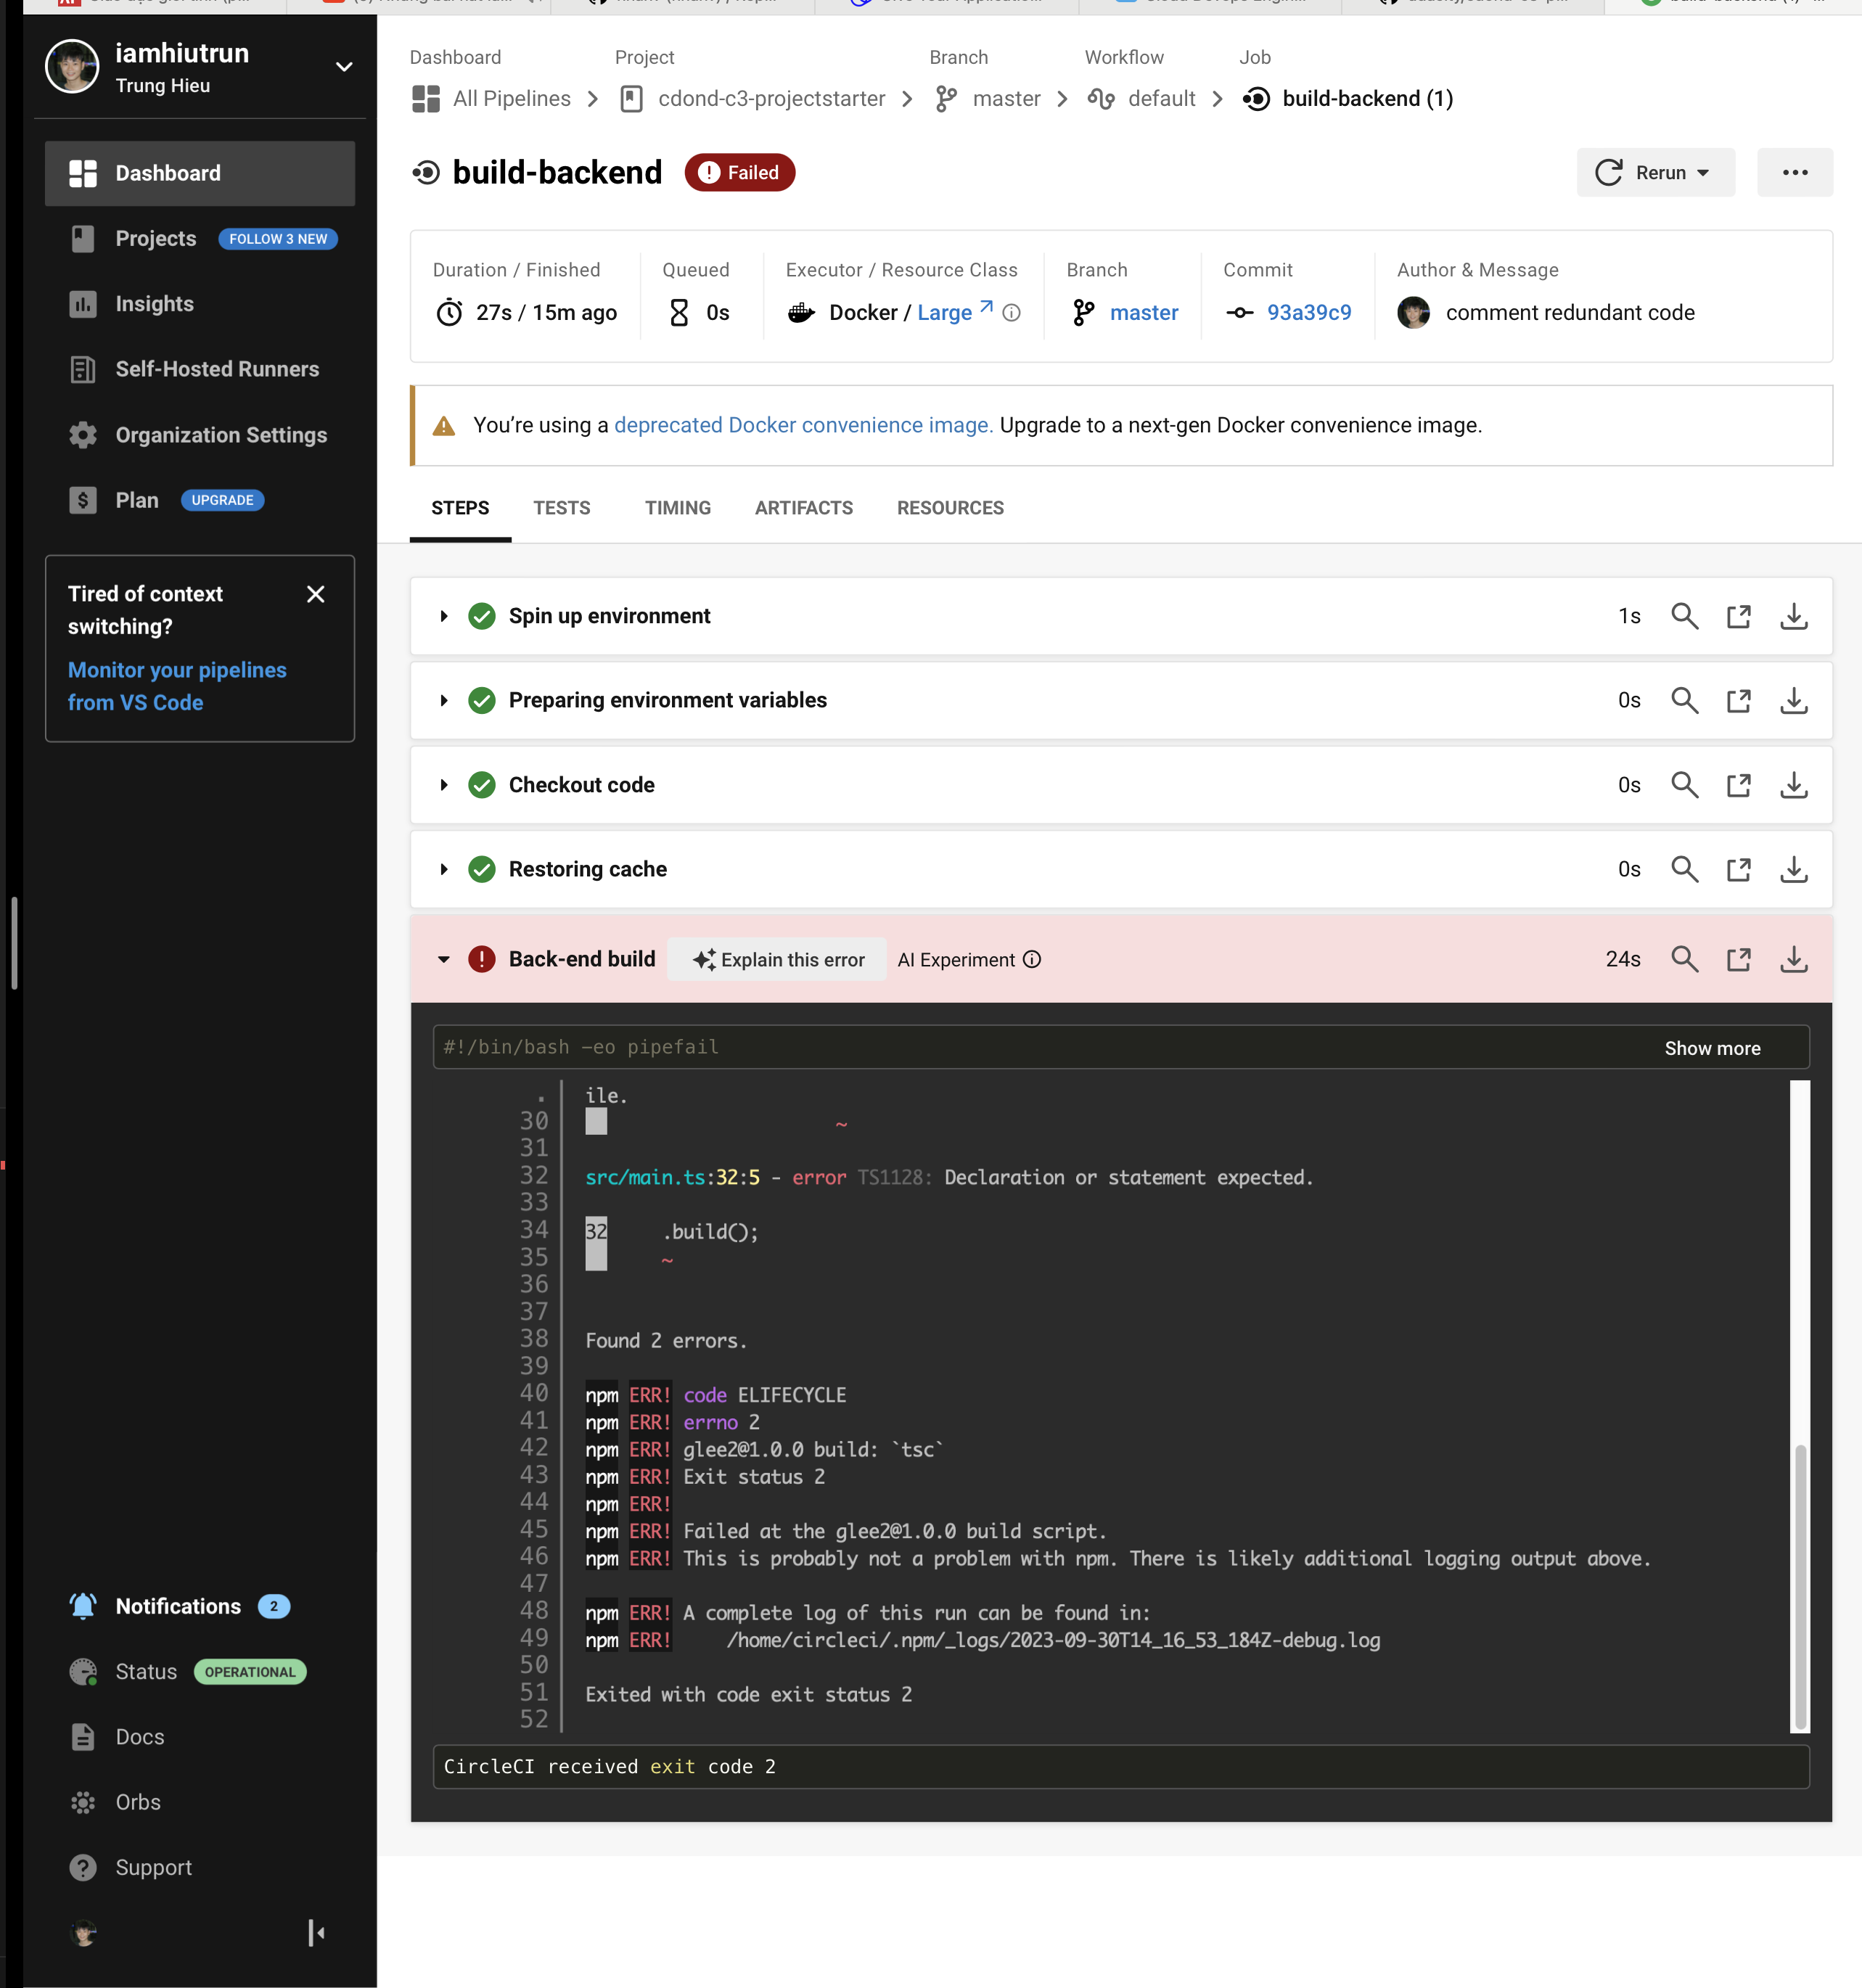 iamhiutrun
Trung Hieu
Dashboard
Projects FOLLOW 3 NEW
Insights
Self-Hosted Runners
Organization Settings
Plan UPGRADE
Tired of context
switching?
Monitor your pipelines
from VS Code
Notifications 2
Status OPERATIONAL
Docs
Orbs
Support
Dashboard Project Branch Workflow Job
All Pipelines cdond-c3-projectstarter master default build-backend (1)
build-backend Failed Rerun
Duration / Finished Queued Executor / Resource Class Branch Commit Author & Message
27s / 15m ago 0s Docker / Large master 93a39c9 comment redundant code
You’re using a deprecated Docker convenience image. Upgrade to a next-gen Docker convenience image.
STEPS TESTS TIMING ARTIFACTS RESOURCES
Spin up environment 1s
Preparing environment variables 0s
Checkout code 0s
Restoring cache 0s
Back-end build Explain this error AI Experiment 24s
#!/bin/bash -eo pipefail Show more
. ile.
30 ~
31
32 src/main.ts:32:5 - error TS1128: Declaration or statement expected.
33
34 32 .build();
35 ~
36
37
38 Found 2 errors.
39
40 npm ERR! code ELIFECYCLE
41 npm ERR! errno 2
42 npm ERR! glee2@1.0.0 build: `tsc`
43 npm ERR! Exit status 2
44 npm ERR!
45 npm ERR! Failed at the glee2@1.0.0 build script.
46 npm ERR! This is probably not a problem with npm. There is likely additional logging output above.
47
48 npm ERR! A complete log of this run can be found in:
49 npm ERR! /home/circleci/.npm/_logs/2023-09-30T14_16_53_184Z-debug.log
50
51 Exited with code exit status 2
52
CircleCI received exit code 2